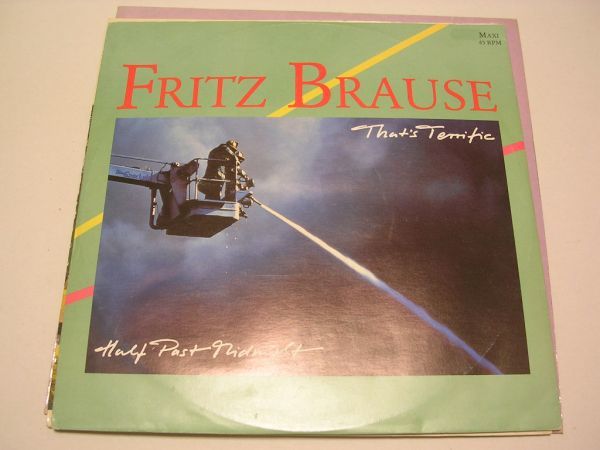 MAXI
45 RPM
FRITZ BRAUSE
That's Terrific
Half Past Midnight